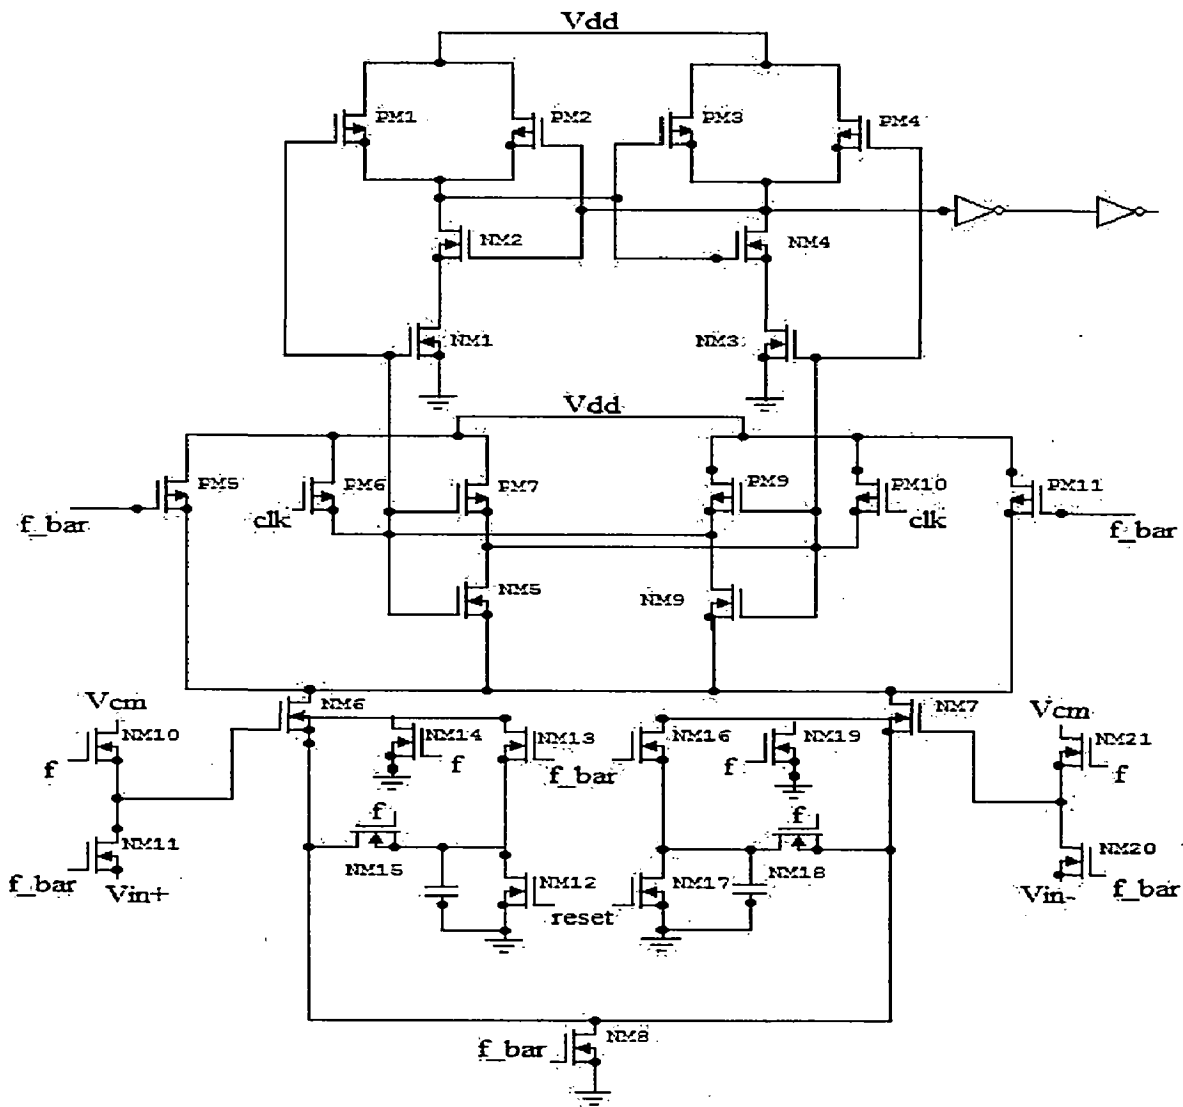 Vdd
PM1 PM2 PM3 PM4
NM2 NM4
NM1 NM3
Vdd
PM5 PM6 PM7 PM9 PM10 PM11
f_bar clk clk f_bar
NM5 NM9
Vcm NM6 NM7 Vcm
NM10 NM14 NM13 NM16 NM19 NM21
f f f_bar f f
f f
NM11 NM15 NM12 NM17 NM18 NM20
f_bar Vin+ reset Vin- f_bar
NM8
f_bar